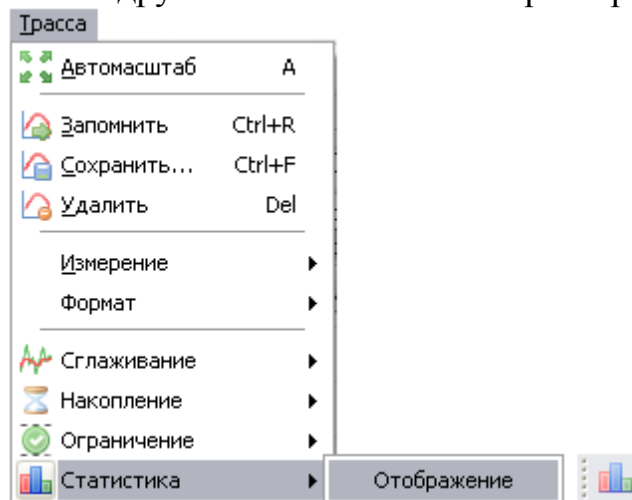 Трасса
Автомасштаб A
Запомнить Ctrl+R
Сохранить... Ctrl+F
Удалить Del
Измерение
Формат
Сглаживание
Накопление
Ограничение
Статистика Отображение